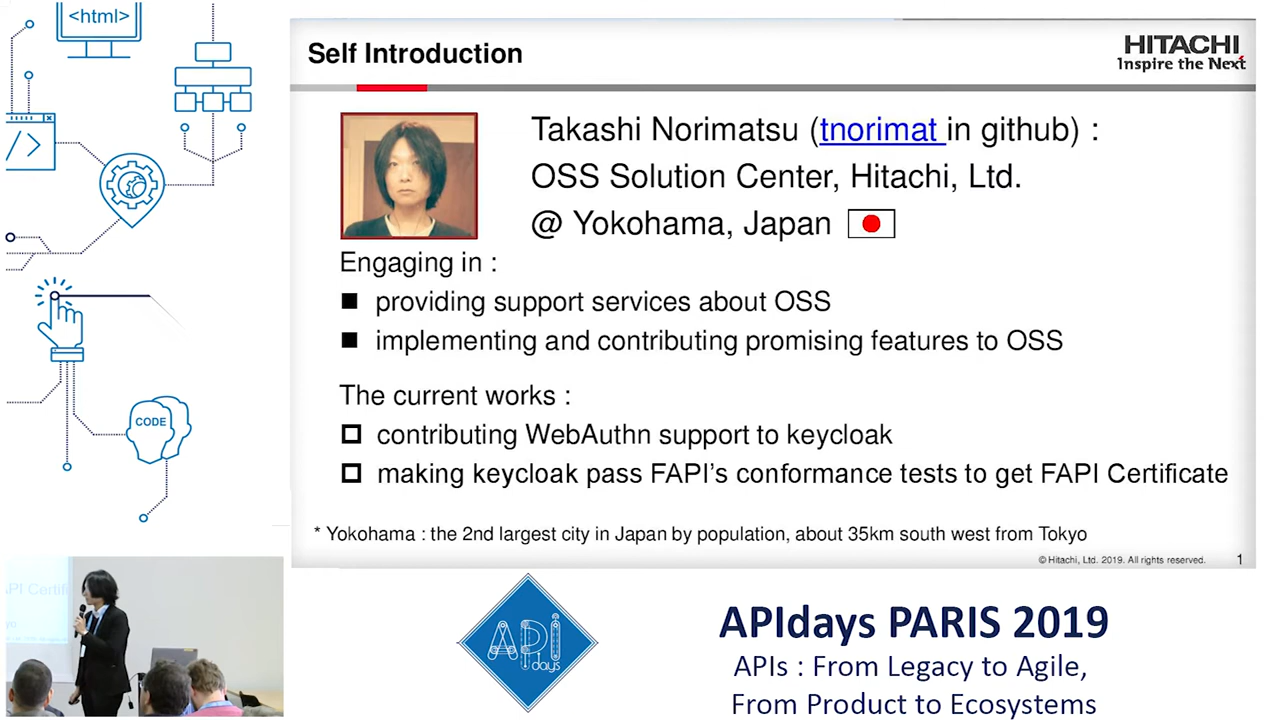 <html>
Self Introduction
HITACHI
Inspire the Next
</>
Takashi Norimatsu (tnorimat in github) :
OSS Solution Center, Hitachi, Ltd.
@ Yokohama, Japan
Engaging in :
providing support services about OSS
implementing and contributing promising features to OSS
The current works :
contributing WebAuthn support to keycloak
making keycloak pass FAPI's conformance tests to get FAPI Certificate
CODE
* Yokohama : the 2nd largest city in Japan by population, about 35km south west from Tokyo
© Hitachi, Ltd. 2019. All rights reserved.
1
API
days
APIdays PARIS 2019
APIs : From Legacy to Agile,
From Product to Ecosystems